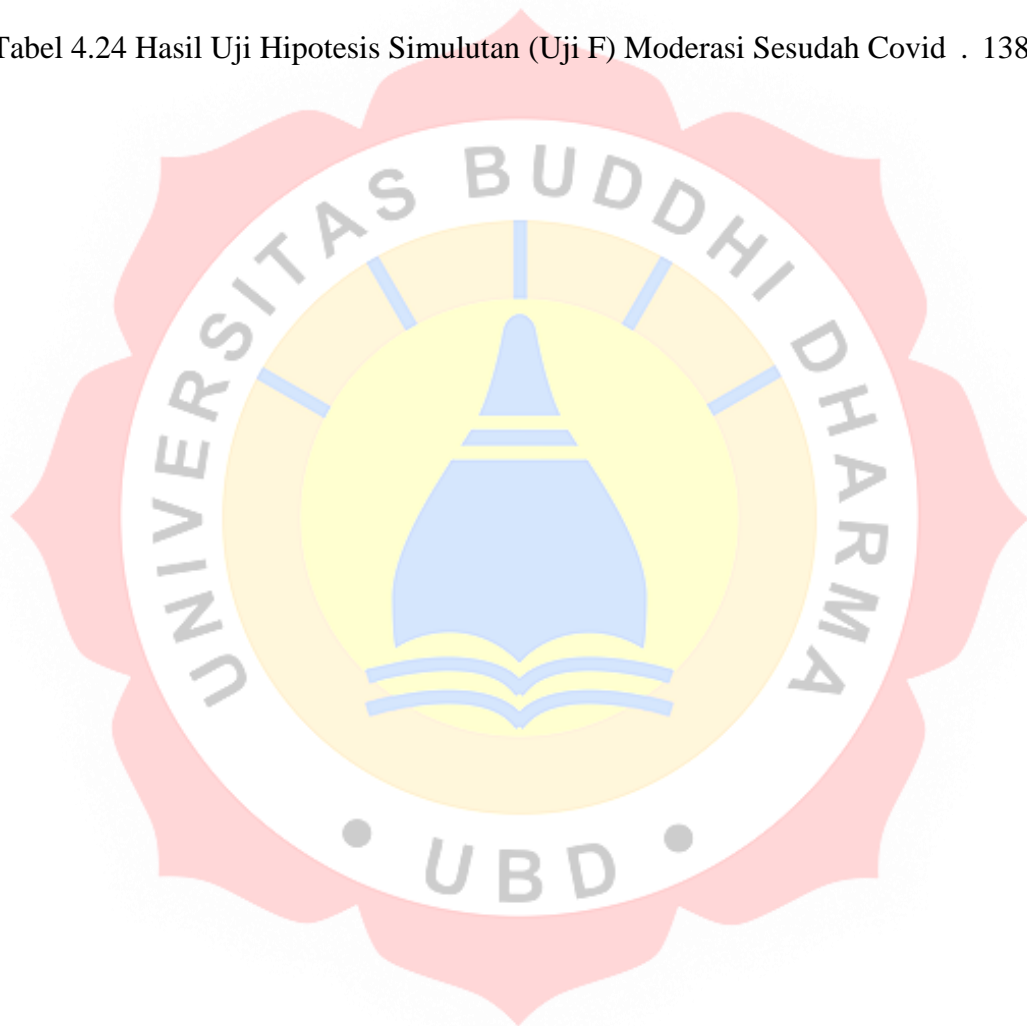 Tabel 4.24 Hasil Uji Hipotesis Simulutan (Uji F) Moderasi Sesudah Covid . 138
UNIVERSITAS BUDDHI DHARMA
• UBD •